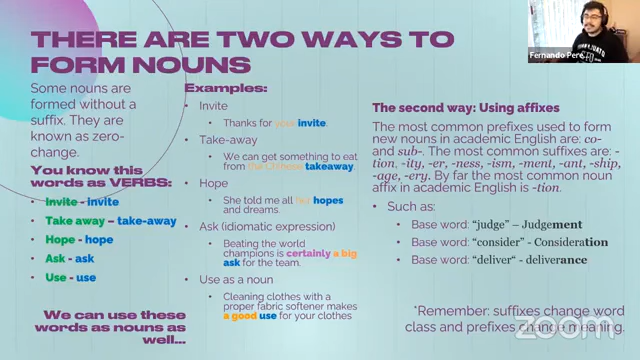 THERE ARE TWO WAYS TO
FORM NOUNS
Some nouns are
formed without a
suffix. They are
known as zero-
change.
You know this
words as VERBS:
• Invite - invite
• Take away – take-away
• Hope - hope
• Ask - ask
• Use - use
We can use these
words as nouns as
well...
Examples:
• Invite
• Thanks for your invite.
• Take-away
• We can get something to eat
from the Chinese takeaway.
• Hope
• She told me all her hopes
and dreams.
• Ask (idiomatic expression)
• Beating the world
champions is certainly a big
ask for the team.
• Use as a noun
• Cleaning clothes with a
proper fabric softener makes
a good use for your clothes
The second way: Using affixes
The most common prefixes used to form
new nouns in academic English are: co-
and sub-. The most common suffixes are: -
tion, -ity, -er, -ness, -ism, -ment, -ant, -ship,
-age, -ery. By far the most common noun
affix in academic English is -tion.
• Such as:
• Base word: “judge” – Judgement
• Base word: “consider” - Consideration
• Base word: “deliver“ - deliverance
*Remember: suffixes change word
class and prefixes change meaning.
Fernando Pere
zoom